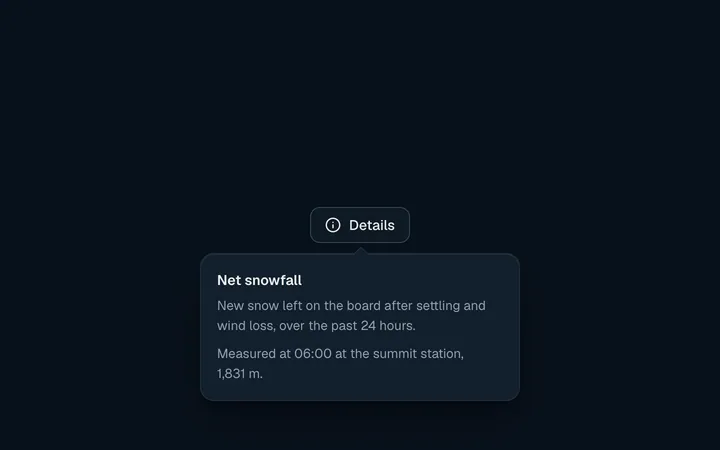 Details
Net snowfall
New snow left on the board after settling and
wind loss, over the past 24 hours.
Measured at 06:00 at the summit station,
1,831 m.